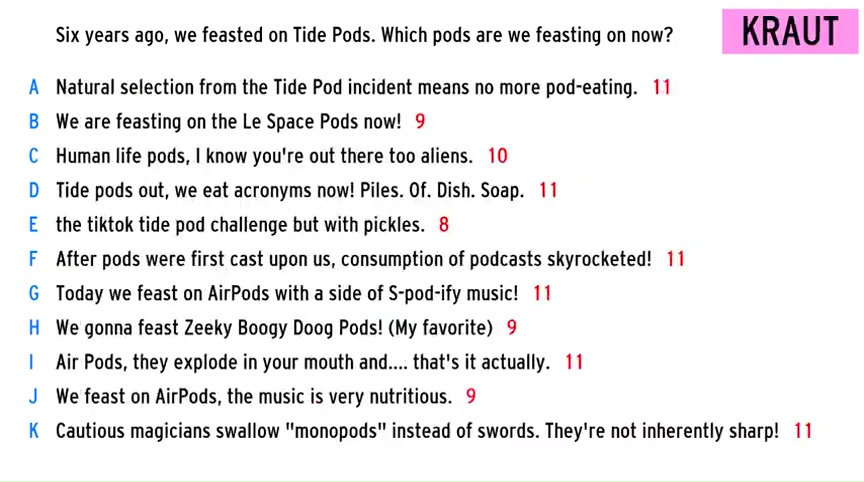 Six years ago, we feasted on Tide Pods. Which pods are we feasting on now?
KRAUT
A Natural selection from the Tide Pod incident means no more pod-eating. 11
B We are feasting on the Le Space Pods now! 9
C Human life pods, I know you're out there too aliens. 10
D Tide pods out, we eat acronyms now! Piles. Of. Dish. Soap. 11
E the tiktok tide pod challenge but with pickles. 8
F After pods were first cast upon us, consumption of podcasts skyrocketed! 11
G Today we feast on AirPods with a side of S-pod-ify music! 11
H We gonna feast Zeeky Boogy Doog Pods! (My favorite) 9
I Air Pods, they explode in your mouth and.... that's it actually. 11
J We feast on AirPods, the music is very nutritious. 9
K Cautious magicians swallow "monopods" instead of swords. They're not inherently sharp! 11